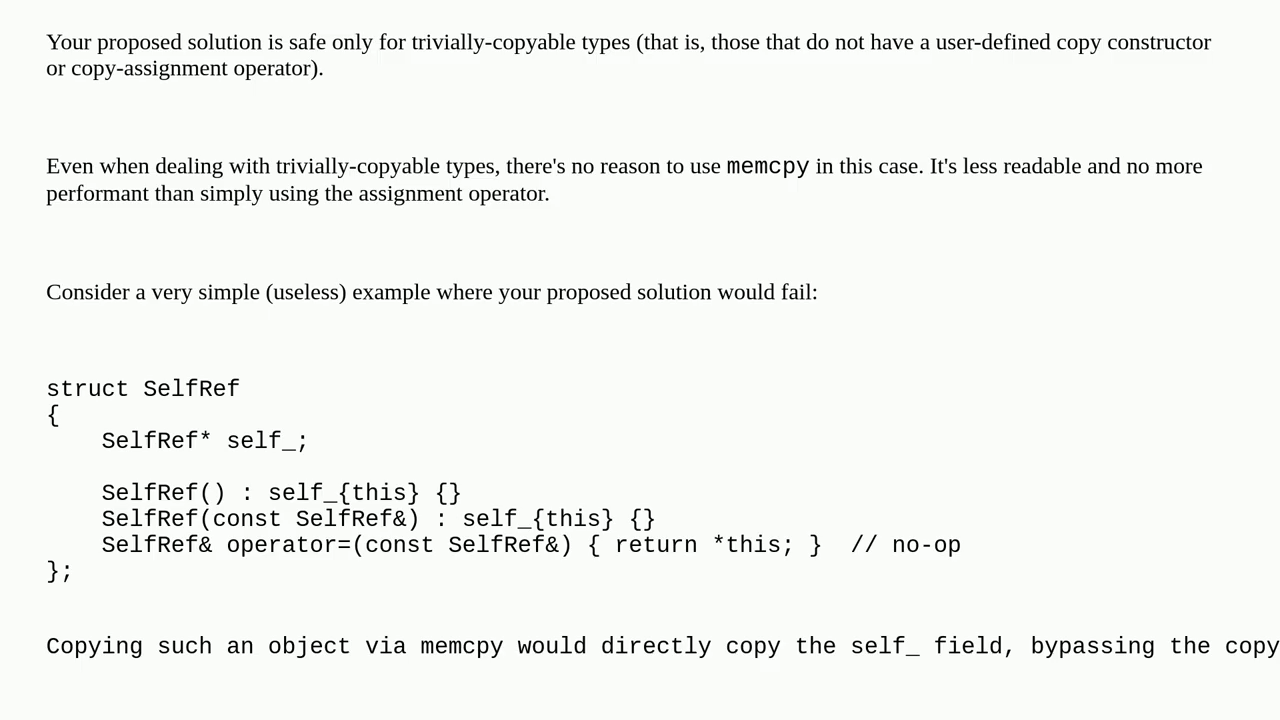 Your proposed solution is safe only for trivially-copyable types (that is, those that do not have a user-defined copy constructor
or copy-assignment operator).
Even when dealing with trivially-copyable types, there's no reason to use memcpy in this case. It's less readable and no more
performant than simply using the assignment operator.
Consider a very simple (useless) example where your proposed solution would fail:
struct SelfRef
{
    SelfRef* self_;
    SelfRef() : self_{this} {}
    SelfRef(const SelfRef&) : self_{this} {}
    SelfRef& operator=(const SelfRef&) { return *this; }  // no-op
};
Copying such an object via memcpy would directly copy the self_ field, bypassing the copy